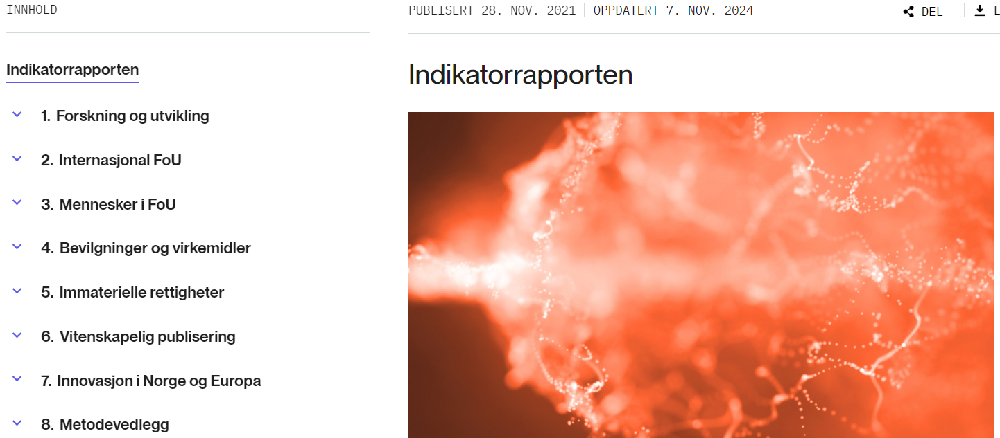 INNHOLD
Indikatorrapporten
1. Forskning og utvikling
2. Internasjonal FoU
3. Mennesker i FoU
4. Bevilgninger og virkemidler
5. Immaterielle rettigheter
6. Vitenskapelig publisering
7. Innovasjon i Norge og Europa
8. Metodevedlegg
PUBLISERT 28. NOV. 2021 OPPDATERT 7. NOV. 2024 DEL
Indikatorrapporten